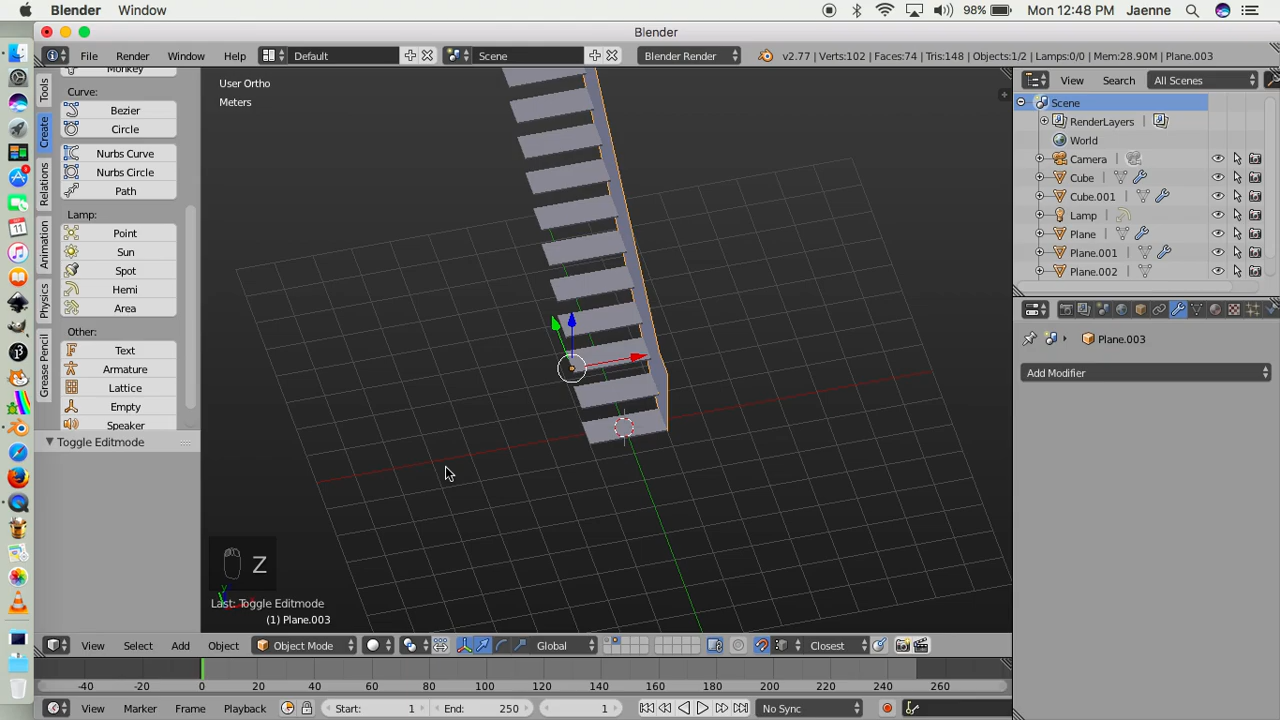 Blender Window 98% Mon 12:48 PM Jaenne
Blender
File Render Window Help Default Scene Blender Render v2.77 | Verts:102 | Faces:74 | Tris:148 | Objects:1/2 | Lamps:0/0 | Mem:28.90M | Plane.003
Monkey
Curve:
Bezier
Circle
Nurbs Curve
Nurbs Circle
Path
Lamp:
Point
Sun
Spot
Hemi
Area
Other:
Text
Armature
Lattice
Empty
Speaker
Toggle Editmode
Tools
Create
Relations
Animation
Physics
Grease Pencil
User Ortho
Meters
Z
Last: Toggle Editmode
(1) Plane.003
View Search All Scenes
Scene
RenderLayers
World
Camera
Cube
Cube.001
Lamp
Plane
Plane.001
Plane.002
Plane.003
Add Modifier
View Select Add Object Object Mode Global Closest
-40 -20 0 20 40 60 80 100 120 140 160 180 200 220 240 260
View Marker Frame Playback Start: 1 End: 250 1 No Sync